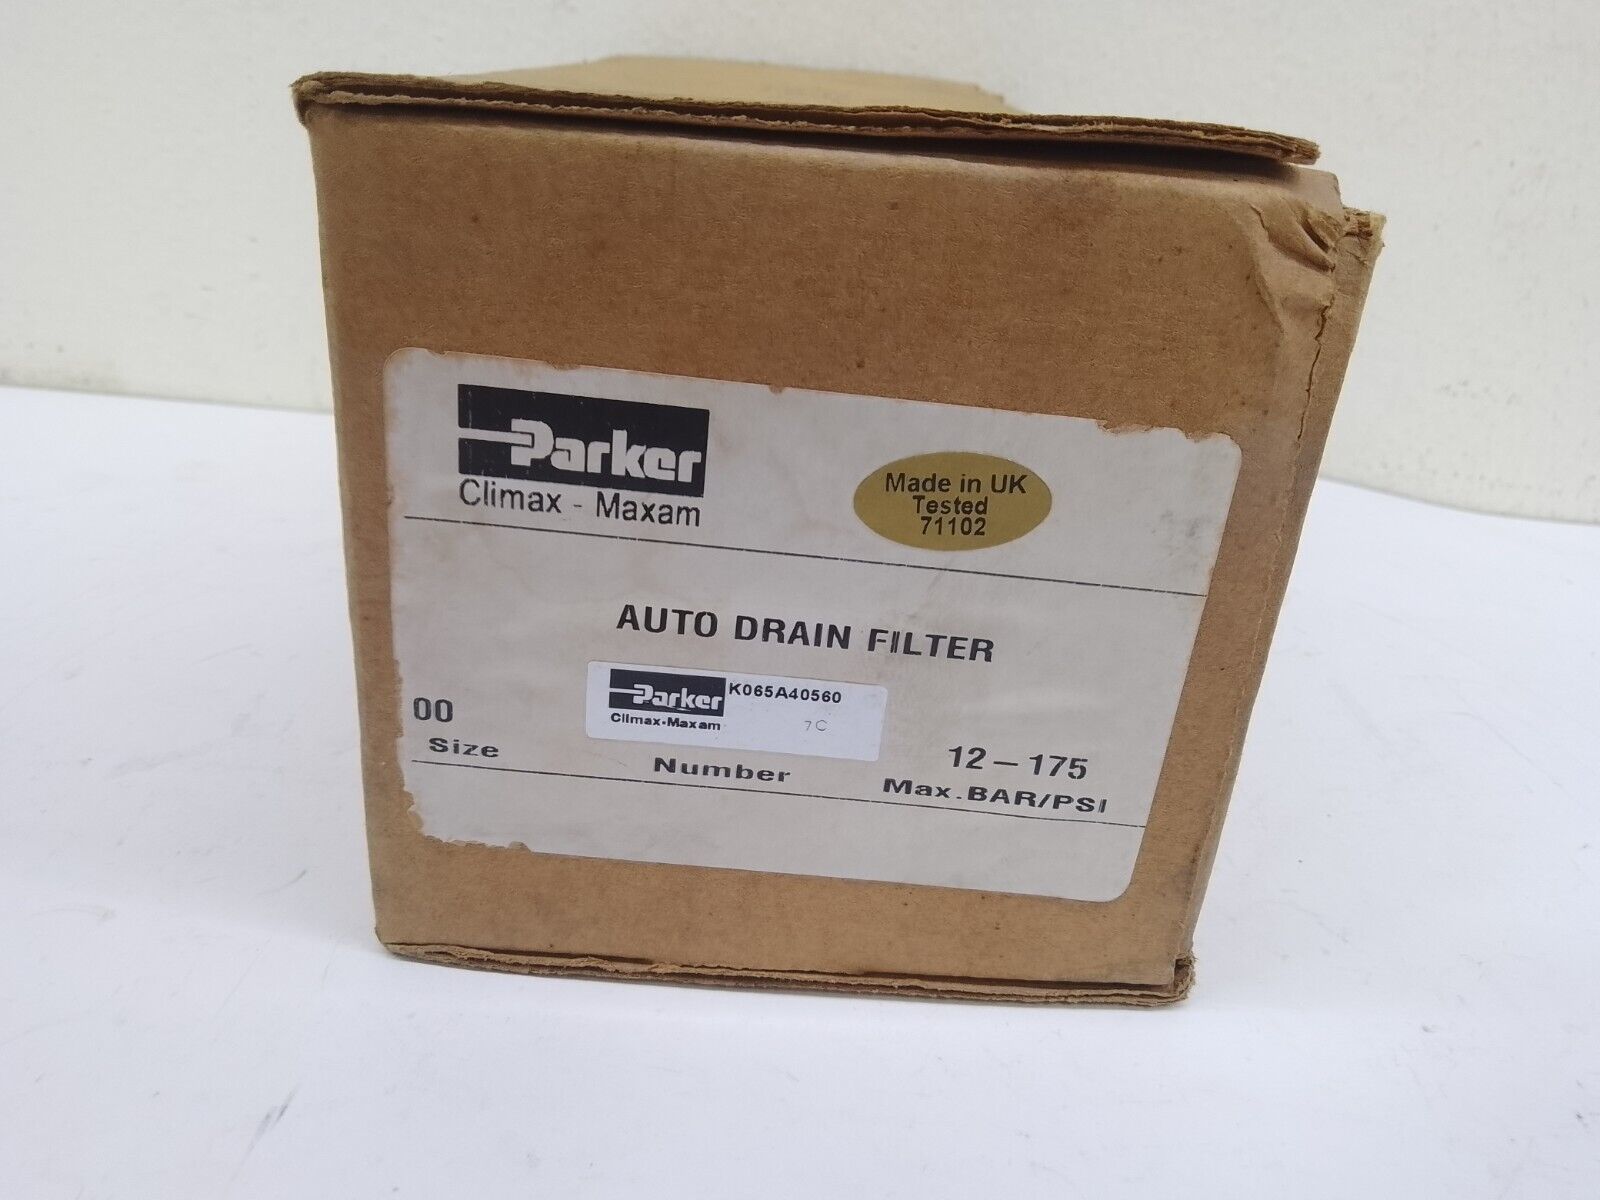 Parker
Climax - Maxam
Made in UK
Tested
71102
AUTO DRAIN FILTER
Parker K065A40560
Climax-Maxam 7C
00
Size
Number
12-175
Max. BAR/PSI